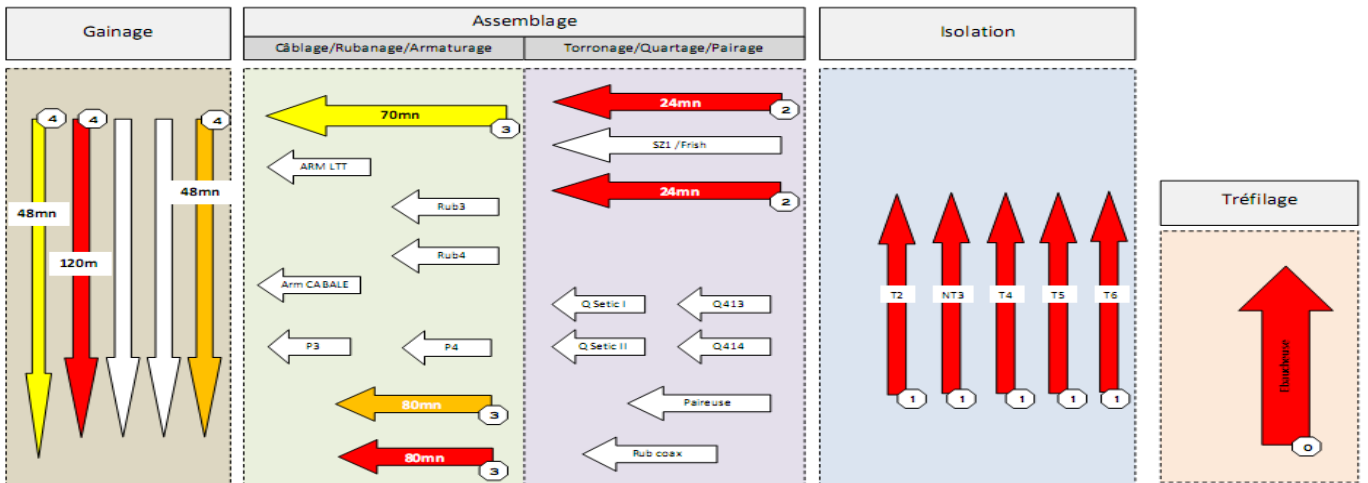 Gainage
Assemblage
Câblage/Rubanage/Armaturage
Torronage/Quartage/Pairage
Isolation
Tréfilage
4
4
4
48mn
120m
48mn
70mn
3
ARM LTT
Rub3
Rub4
Arm CABALE
P3
P4
80mn
3
80mn
3
24mn
2
SZ1 /Frish
24mn
2
Q Setic I
Q413
Q Setic II
Q414
Paireuse
Rub coax
T2
NT3
T4
T5
T6
1
1
1
1
1
Ebaucheuse
0